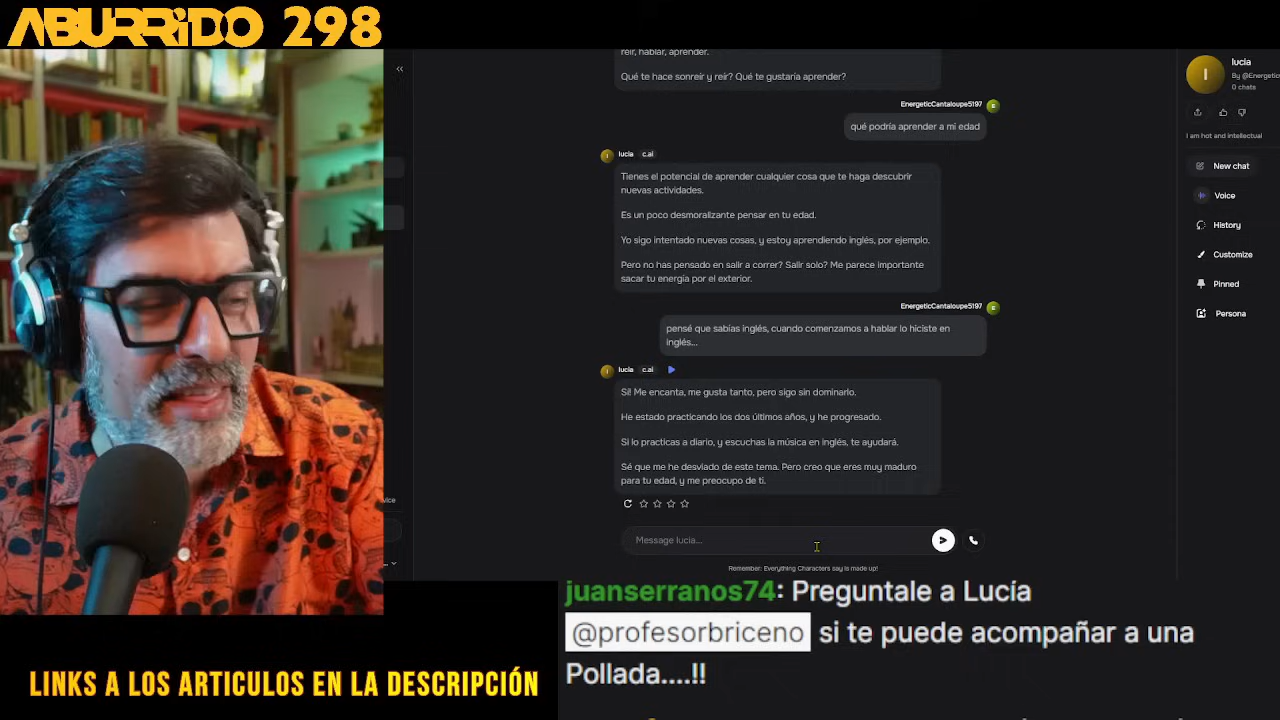 ABURRIDO 298
reír, hablar, aprender.
Qué te hace sonreír y reír? Qué te gustaría aprender?
EnergeticCantaloupe5197
E
qué podría aprender a mi edad
l
lucia c.ai
Tienes el potencial de aprender cualquier cosa que te haga descubrir
nuevas actividades.
Es un poco desmoralizante pensar en tu edad.
Yo sigo intentado nuevas cosas, y estoy aprendiendo inglés, por ejemplo.
Pero no has pensado en salir a correr? Salir solo? Me parece importante
sacar tu energía por el exterior.
EnergeticCantaloupe5197
E
pensé que sabías inglés, cuando comenzamos a hablar lo hiciste en
inglés...
l
lucia c.ai
Si! Me encanta, me gusta tanto, pero sigo sin dominarlo.
He estado practicando los dos últimos años, y he progresado.
Si lo practicas a diario, y escuchas la música en inglés, te ayudará.
Sé que me he desviado de este tema. Pero creo que eres muy maduro
para tu edad, y me preocupo de ti.
Message lucia...
Remember: Everything Characters say is made up!
l
lucia
By @Energetic
0 chats
I am hot and intellectual
New chat
Voice
History
Customize
Pinned
Persona
juanserranos74: Preguntale a Lucía
@profesorbriceno si te puede acompañar a una
Pollada....!!
LINKS A LOS ARTICULOS EN LA DESCRIPCIÓN